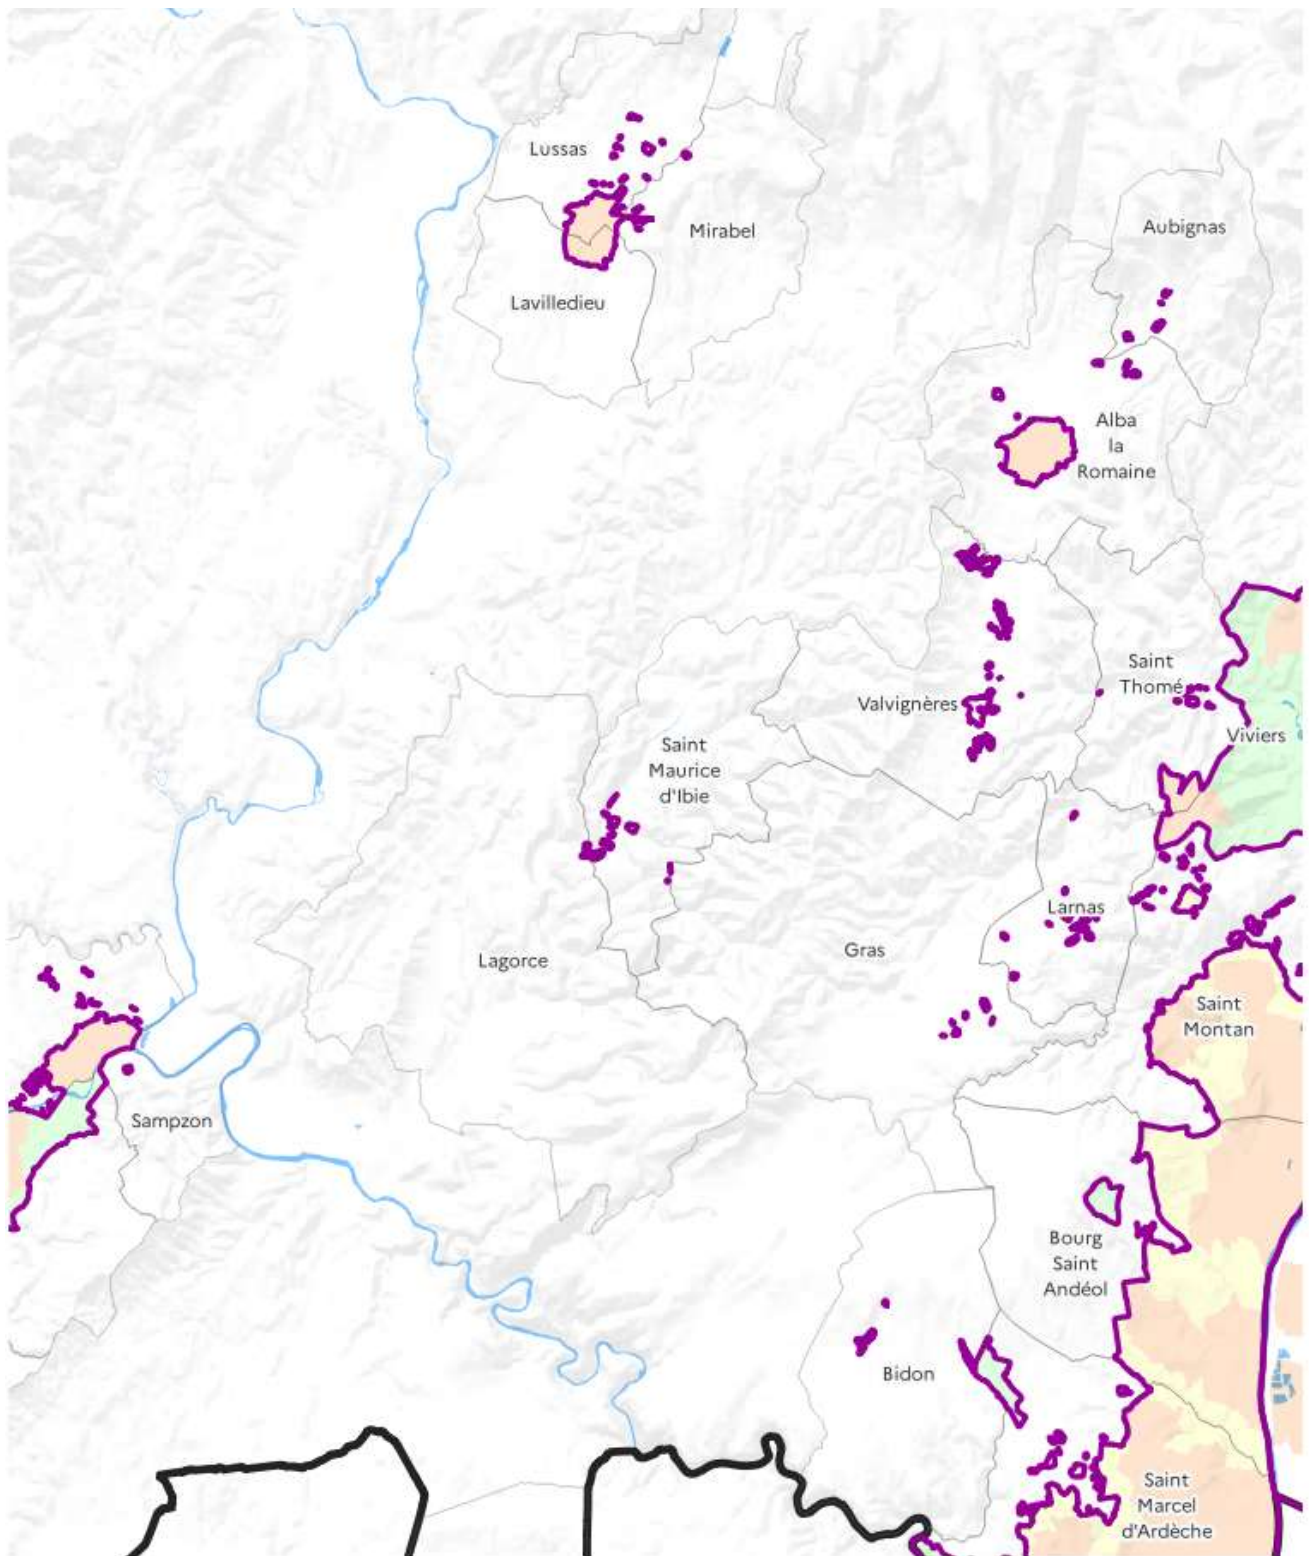 Lussas
Mirabel
Aubignas
Lavilledieu
Alba
la
Romaine
Saint
Thomé
Valvignères
Viviers
Saint
Maurice
d'Ibie
Larnas
Gras
Lagorce
Saint
Montan
Sampzon
Bourg
Saint
Andéol
Bidon
Saint
Marcel
d'Ardèche